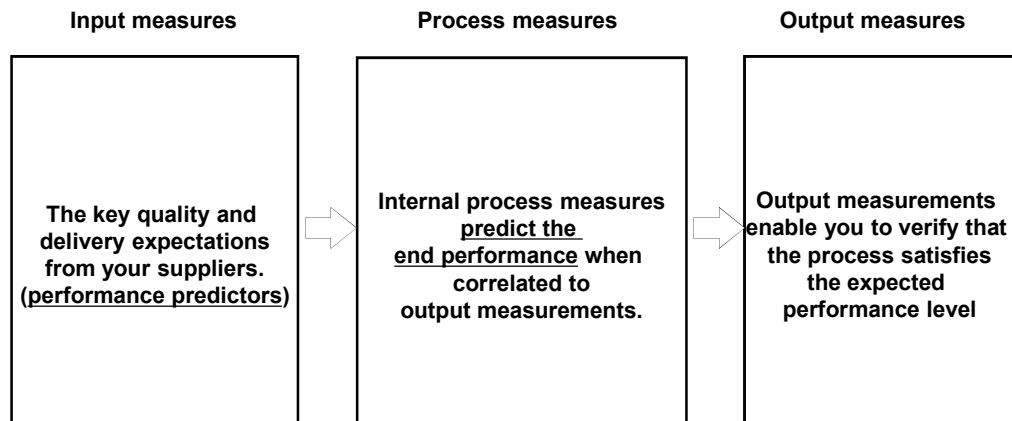 Input measures
Process measures
Output measures
The key quality and
delivery expectations
from your suppliers.
(performance predictors)
Internal process measures
predict the
end performance when
correlated to
output measurements.
Output measurements
enable you to verify that
the process satisfies
the expected
performance level